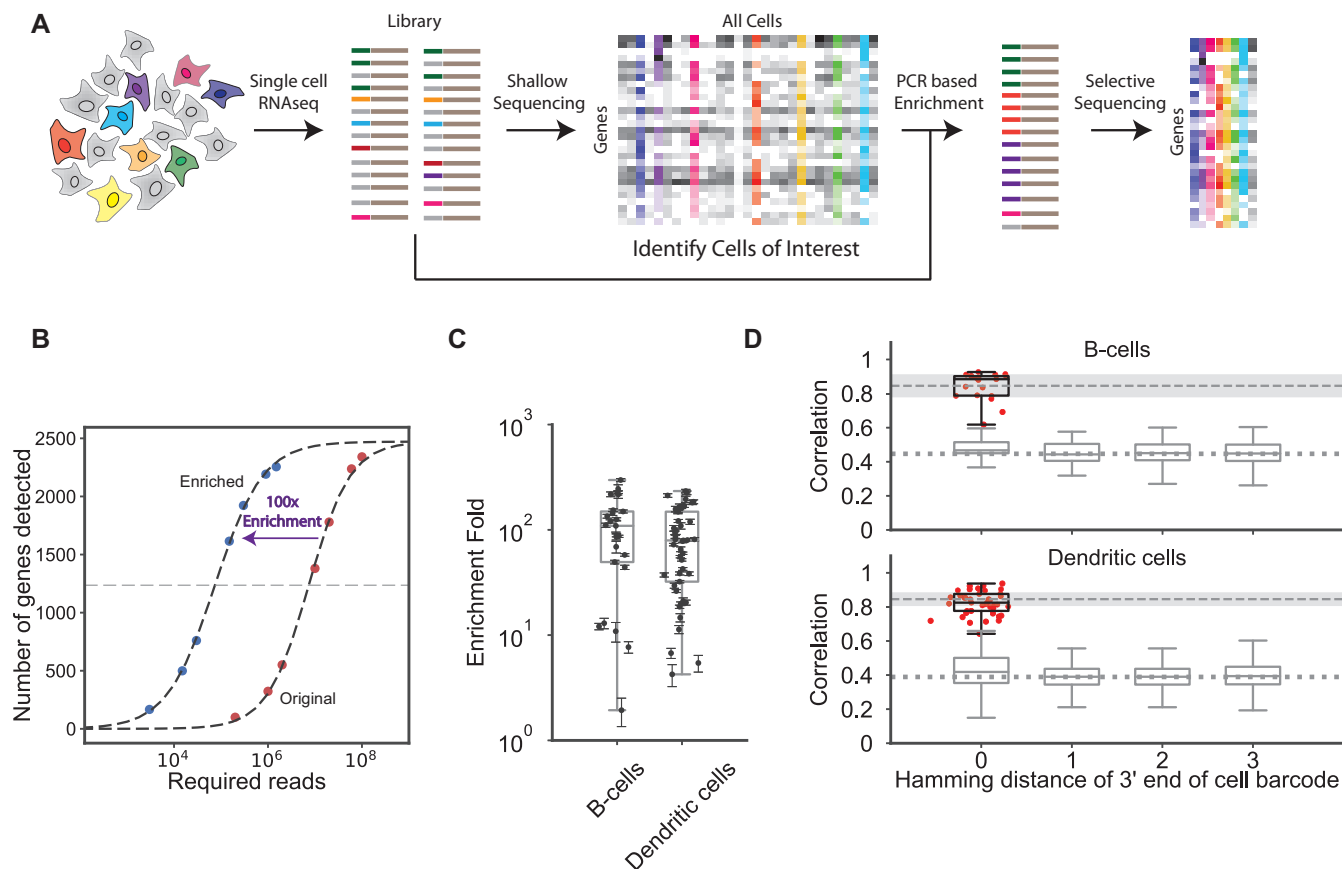 A
Library
All Cells
Single cell
RNAseq
Shallow
Sequencing
Genes
PCR based
Enrichment
Selective
Sequencing
Genes
Identify Cells of Interest
B
Number of genes detected
2500
2000
1500
1000
500
0
Enriched
100x
Enrichment
Original
10⁴
10⁶
10⁸
Required reads
C
Enrichment Fold
10³
10²
10¹
10⁰
B-cells
Dendritic cells
D
B-cells
Correlation
1
0.8
0.6
0.4
0.2
0
Dendritic cells
Correlation
1
0.8
0.6
0.4
0.2
0
0
1
2
3
Hamming distance of 3' end of cell barcode